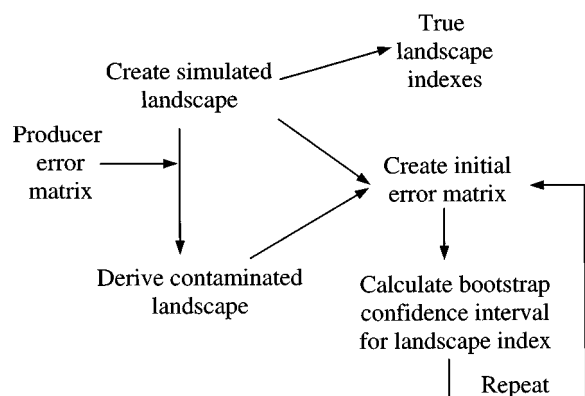 True
landscape
indexes
Create simulated
landscape
Producer
error
matrix
Create initial
error matrix
Derive contaminated
landscape
Calculate bootstrap
confidence interval
for landscape index
Repeat